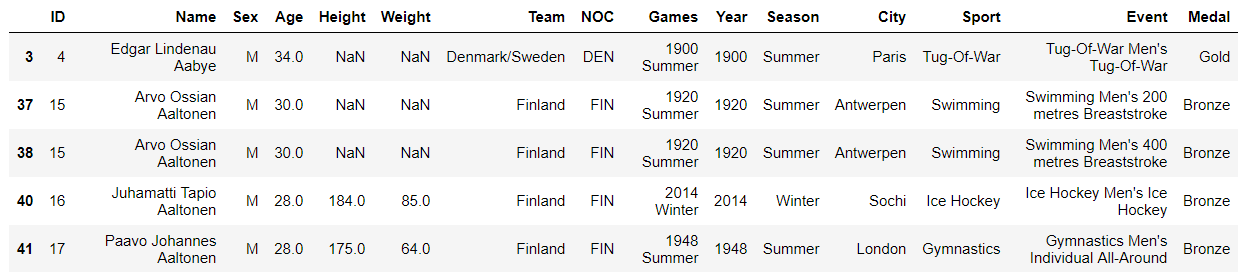 ID Name Sex Age Height Weight Team NOC Games Year Season City Sport Event Medal
3 4 Edgar Lindenau Aabye M 34.0 NaN NaN Denmark/Sweden DEN 1900 Summer 1900 Summer Paris Tug-Of-War Tug-Of-War Men's Tug-Of-War Gold
37 15 Arvo Ossian Aaltonen M 30.0 NaN NaN Finland FIN 1920 Summer 1920 Summer Antwerpen Swimming Swimming Men's 200 metres Breaststroke Bronze
38 15 Arvo Ossian Aaltonen M 30.0 NaN NaN Finland FIN 1920 Summer 1920 Summer Antwerpen Swimming Swimming Men's 400 metres Breaststroke Bronze
40 16 Juhamatti Tapio Aaltonen M 28.0 184.0 85.0 Finland FIN 2014 Winter 2014 Winter Sochi Ice Hockey Ice Hockey Men's Ice Hockey Bronze
41 17 Paavo Johannes Aaltonen M 28.0 175.0 64.0 Finland FIN 1948 Summer 1948 Summer London Gymnastics Gymnastics Men's Individual All-Around Bronze